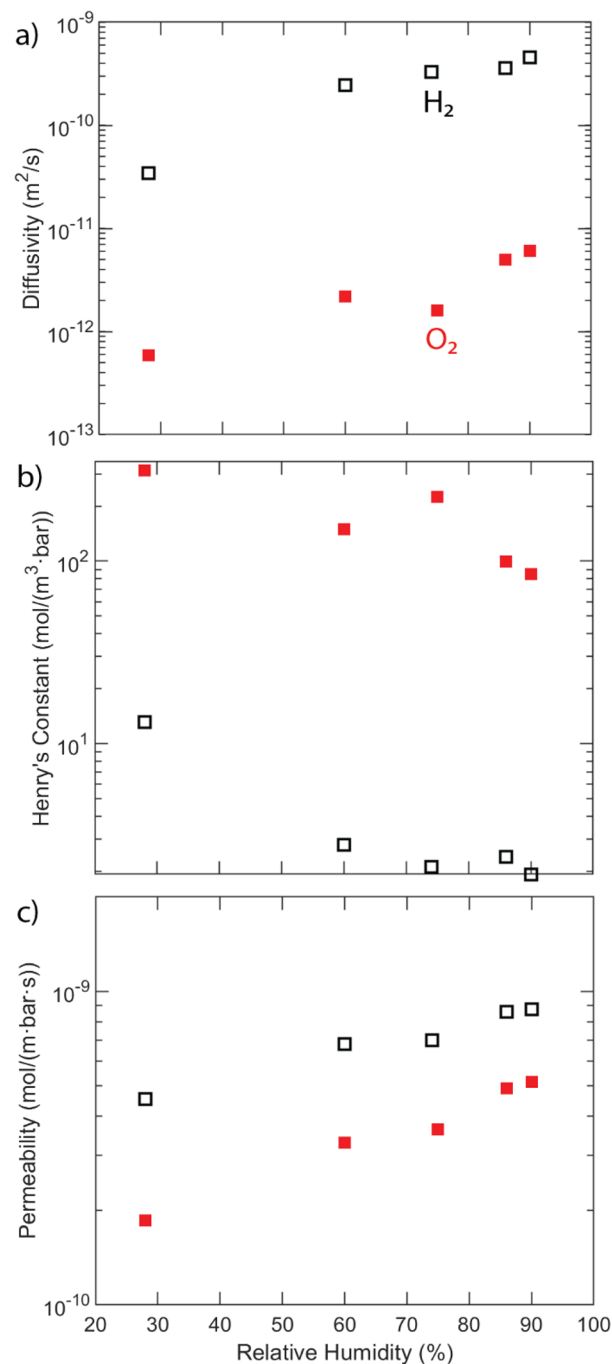 a)
10⁻⁹
10⁻¹⁰
10⁻¹¹
10⁻¹²
10⁻¹³
Diffusivity (m²/s)
H₂
O₂
b)
10²
10¹
Henry's Constant (mol/(m³·bar))
c)
10⁻⁹
10⁻¹⁰
Permeability (mol/(m·bar·s))
20 30 40 50 60 70 80 90 100
Relative Humidity (%)